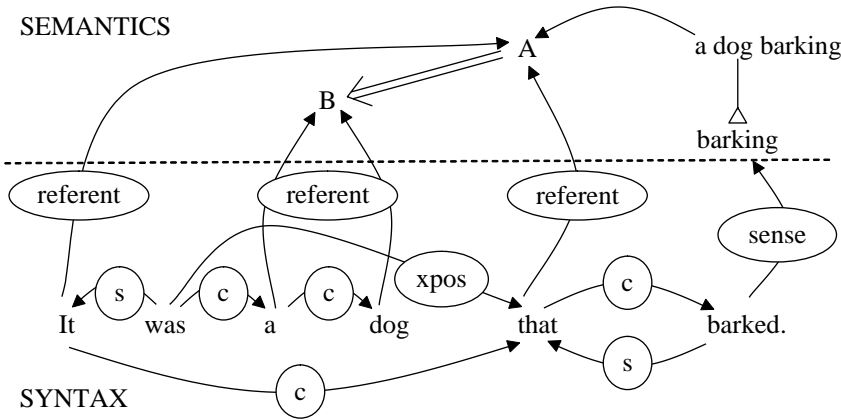 SEMANTICS
A
a dog barking
B
barking
referent
referent
referent
sense
xpos
s
c
c
c
It
was
a
dog
that
barked.
s
c
SYNTAX